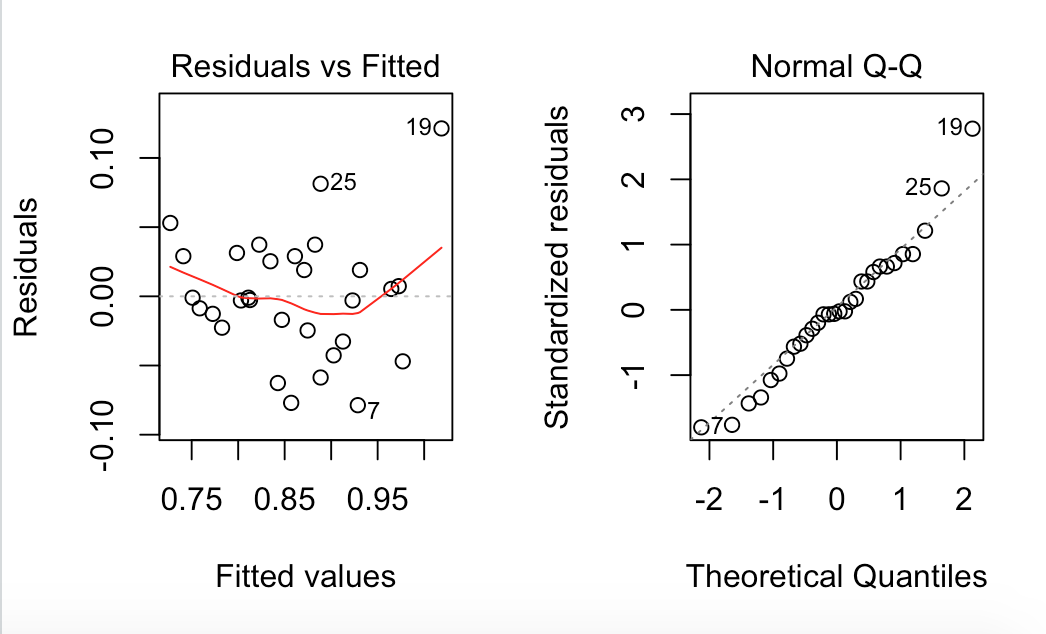 Residuals vs Fitted
Residuals
0.10
0.00
-0.10
19
25
7
0.75 0.85 0.95
Fitted values
Normal Q-Q
Standardized residuals
3
2
1
0
-1
19
25
7
-2 -1 0 1 2
Theoretical Quantiles